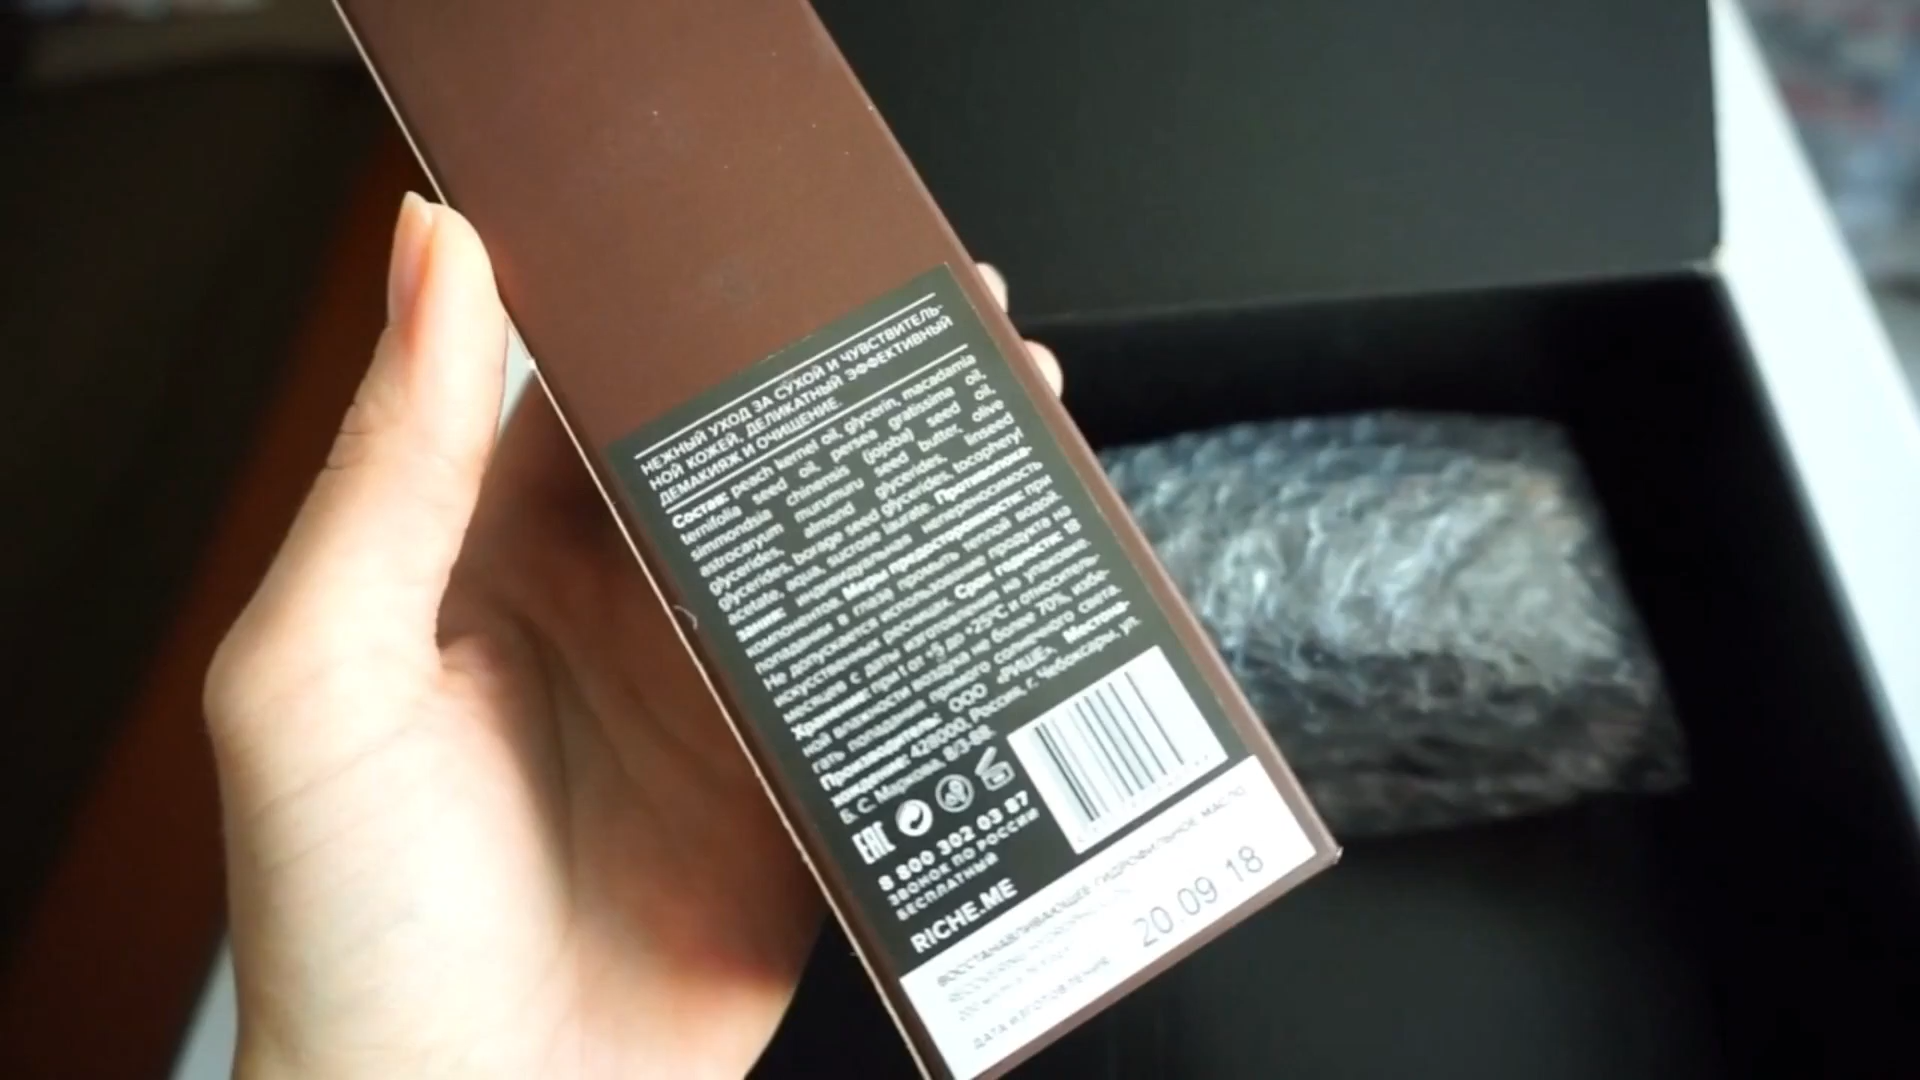 НЕЖНЫЙ УХОД ЗА СУХОЙ И ЧУВСТВИТЕЛЬ-
НОЙ КОЖЕЙ, ДЕЛИКАТНЫЙ ЭФФЕКТИВНЫЙ
ДЕМАКИЯЖ И ОЧИЩЕНИЕ.
Состав: peach kernel oil, glycerin, macadamia
ternifolia seed oil, persea gratissima oil,
simmondsia chinensis (jojoba) seed oil,
astrocaryum murumuru seed butter, olive
glycerides, almond glycerides, linseed
glycerides, borage seed glycerides, tocopheryl
acetate, aqua, sucrose laurate. Противопока-
зания: индивидуальная непереносимость
компонентов. Меры предосторожности: при
попадании в глаза промыть теплой водой.
Не допускается использование продукта на
искусственных ресницах. Срок годности: 18
месяцев с даты изготовления на упаковке.
Хранение: при t от +5 до +25°C и относитель-
ной влажности воздуха не более 70%, избе-
гать попадания прямого солнечного света.
Производитель: ООО «РИШЕ». Местона-
хождение: 428000, Россия, г. Чебоксары, ул.
Б. С. Маркова, 8/3-88.
ЕАС
8 800 302 03 87
ЗВОНОК ПО РОССИИ
БЕСПЛАТНЫЙ
RICHE.ME
ВОССТАНАВЛИВАЮЩЕЕ ГИДРОФИЛЬНОЕ МАСЛО
ДАТА ИЗГОТОВЛЕНИЯ 20.09.18